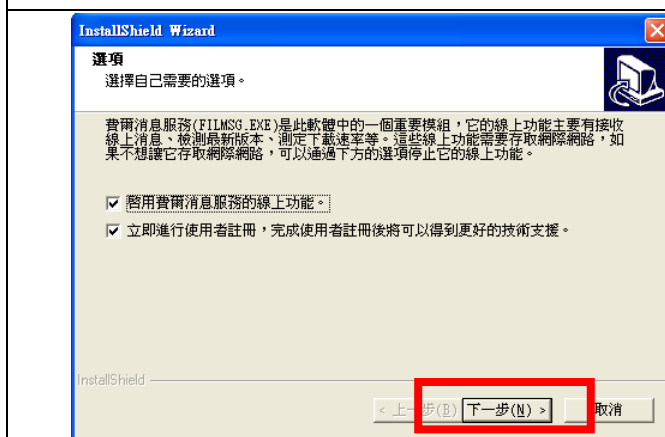 InstallShield Wizard
選項
選擇自己需要的選項。
費爾消息服務(FILMSG.EXE)是此軟體中的一個重要模組，它的線上功能主要有接收
線上消息、檢測最新版本、測定下載速率等。這些線上功能需要存取網際網路，如
果不想讓它存取網際網路，可以通過下方的選項停止它的線上功能。
啓用費爾消息服務的線上功能。
立即進行使用者註冊，完成使用者註冊後將可以得到更好的技術支援。
InstallShield
< 上一步(B) 下一步(N) > 取消